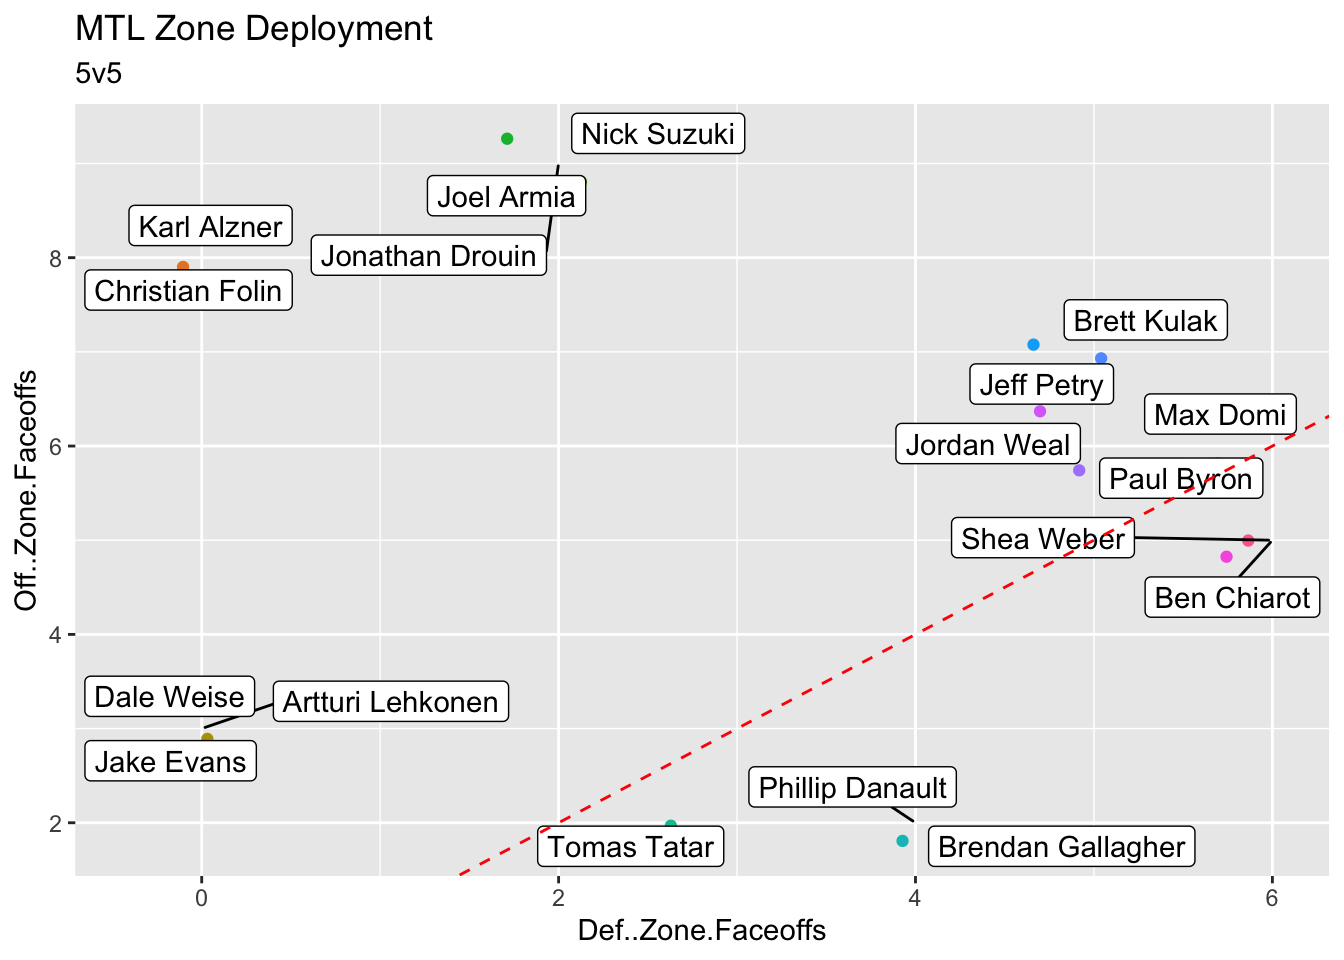 MTL Zone Deployment
5v5
Nick Suzuki
Joel Armia
Karl Alzner
Jonathan Drouin
Christian Folin
Brett Kulak
Jeff Petry
Max Domi
Jordan Weal
Paul Byron
Shea Weber
Ben Chiarot
Dale Weise
Artturi Lehkonen
Jake Evans
Phillip Danault
Tomas Tatar
Brendan Gallagher
8
6
4
2
Off..Zone.Faceoffs
0 2 4 6
Def..Zone.Faceoffs